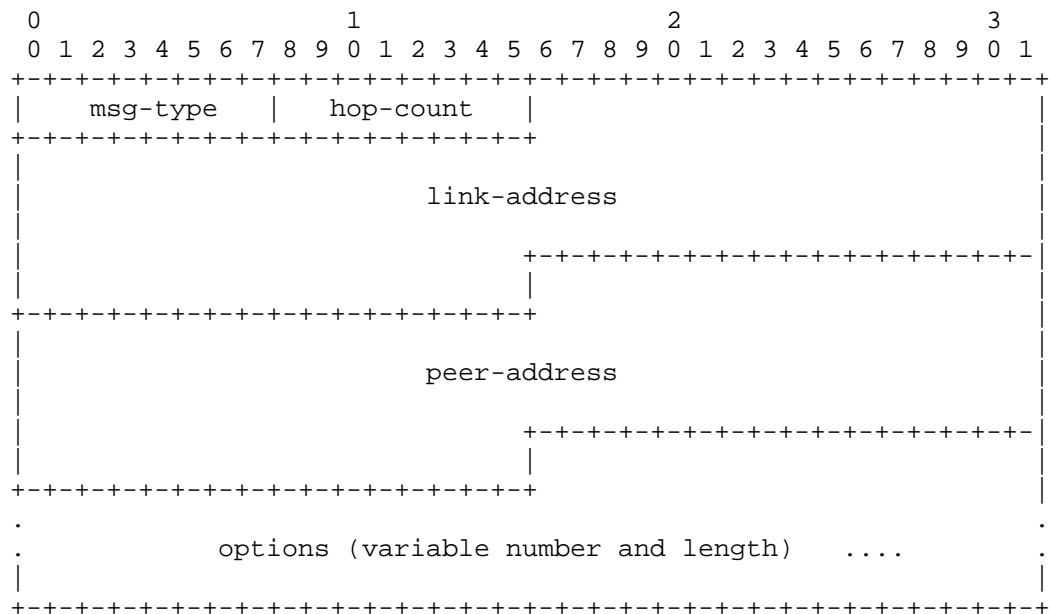 0                   1                   2                   3
0 1 2 3 4 5 6 7 8 9 0 1 2 3 4 5 6 7 8 9 0 1 2 3 4 5 6 7 8 9 0 1
+-+-+-+-+-+-+-+-+-+-+-+-+-+-+-+-+-+-+-+-+-+-+-+-+-+-+-+-+-+-+-+-+
|    msg-type   |   hop-count   |                               |
+-+-+-+-+-+-+-+-+-+-+-+-+-+-+-+-+                               |
|                                                               |
|                         link-address                          |
|                                                               |
|                               +-+-+-+-+-+-+-+-+-+-+-+-+-+-+-+-|
|                               |                               |
+-+-+-+-+-+-+-+-+-+-+-+-+-+-+-+-+                               |
|                                                               |
|                         peer-address                          |
|                                                               |
|                               +-+-+-+-+-+-+-+-+-+-+-+-+-+-+-+-|
|                               |                               |
+-+-+-+-+-+-+-+-+-+-+-+-+-+-+-+-+                               |
.                                                               .
.            options (variable number and length)   ....        .
|                                                               |
+-+-+-+-+-+-+-+-+-+-+-+-+-+-+-+-+-+-+-+-+-+-+-+-+-+-+-+-+-+-+-+-+